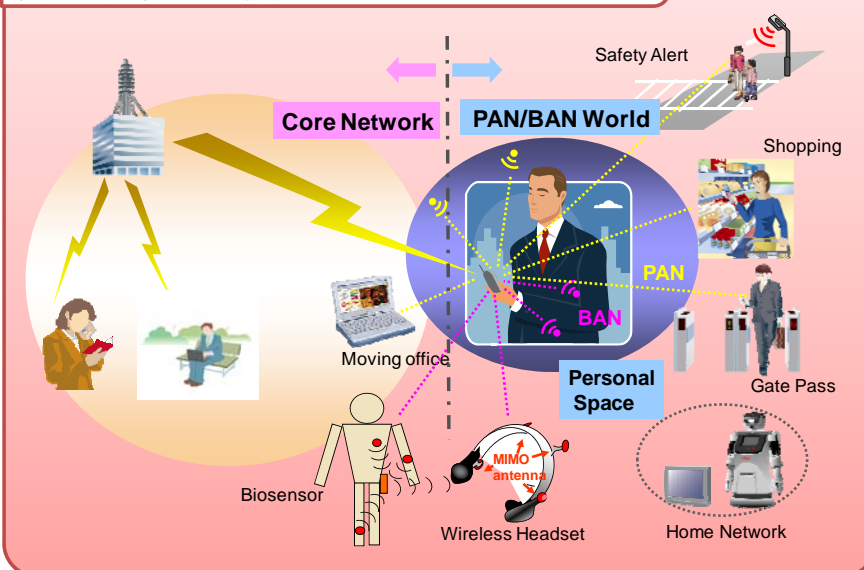 Safety Alert
Core Network
PAN/BAN World
Shopping
PAN
BAN
Moving office
Gate Pass
Personal
Space
MIMO
antenna
Biosensor
Wireless Headset
Home Network